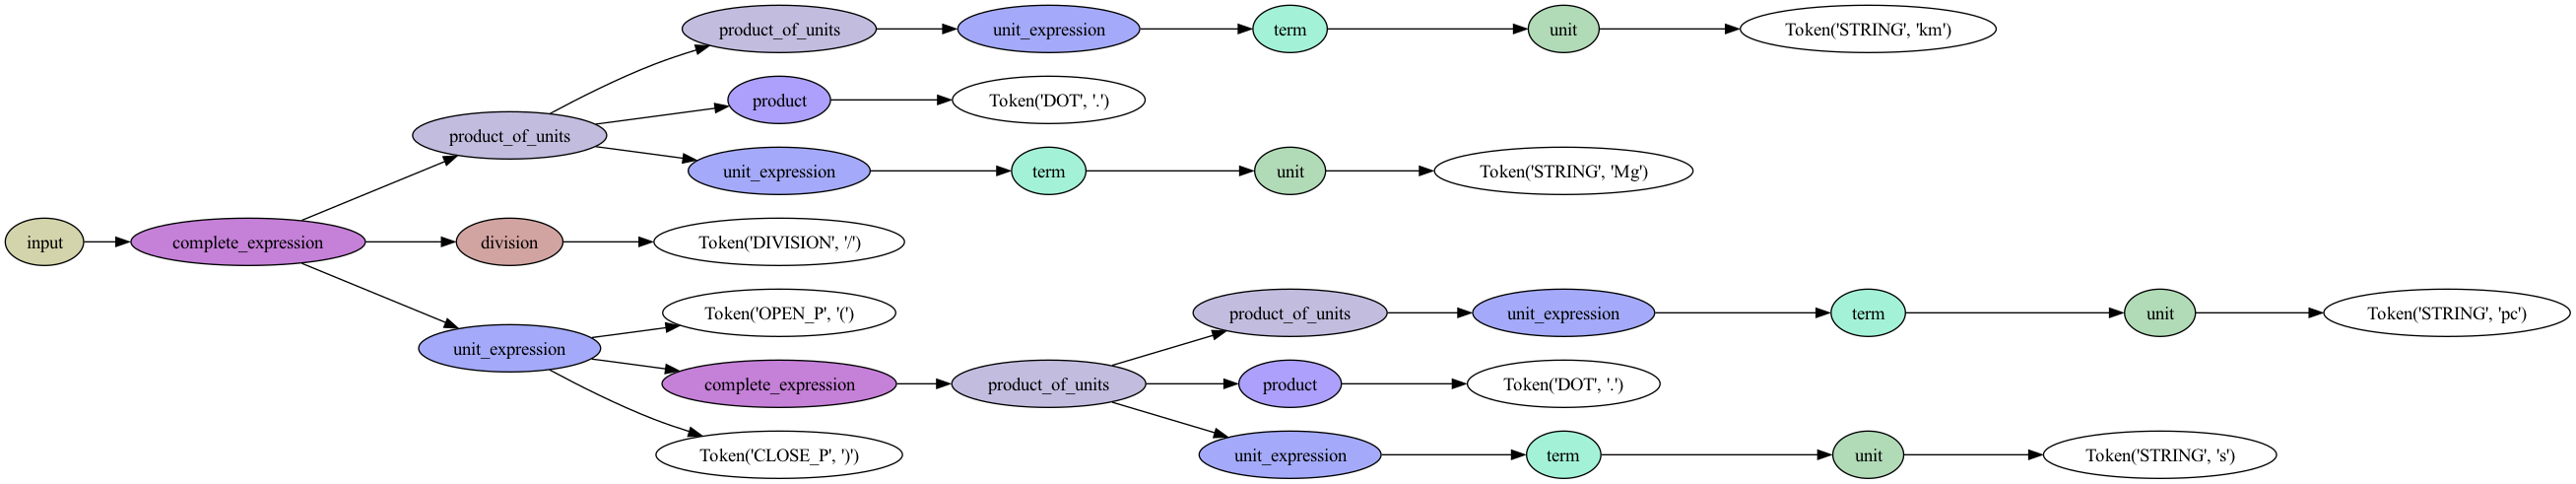 product_of_units unit_expression term unit Token('STRING', 'km')
product Token('DOT', '.')
product_of_units
unit_expression term unit Token('STRING', 'Mg')
input complete_expression division Token('DIVISION', '/')
Token('OPEN_P', '(') product_of_units unit_expression term unit Token('STRING', 'pc')
unit_expression
complete_expression product_of_units product Token('DOT', '.')
Token('CLOSE_P', ')') unit_expression term unit Token('STRING', 's')